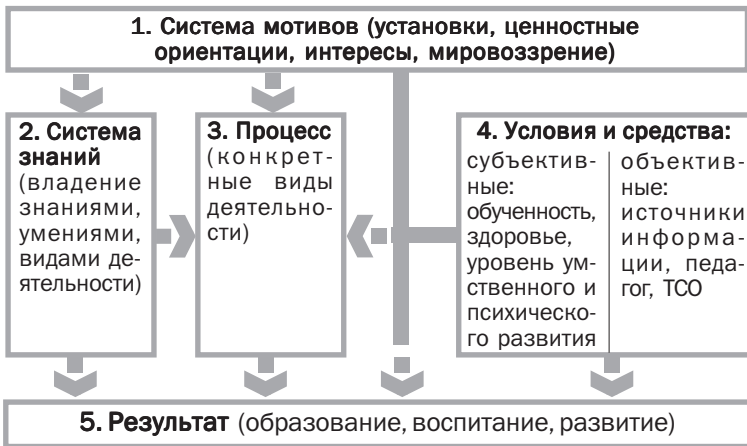 1. Система мотивов (установки, ценностные
ориентации, интересы, мировоззрение)
2. Система
знаний
(владение
знаниями,
умениями,
видами де-
ятельности)
3. Процесс
(конкрет-
ные виды
деятельно-
сти)
4. Условия и средства:
субъектив-
ные:
обученность,
здоровье,
уровень ум-
ственного и
психическо-
го развития
объектив-
ные:
источники
информа-
ции, педа-
гог, ТСО
5. Результат (образование, воспитание, развитие)